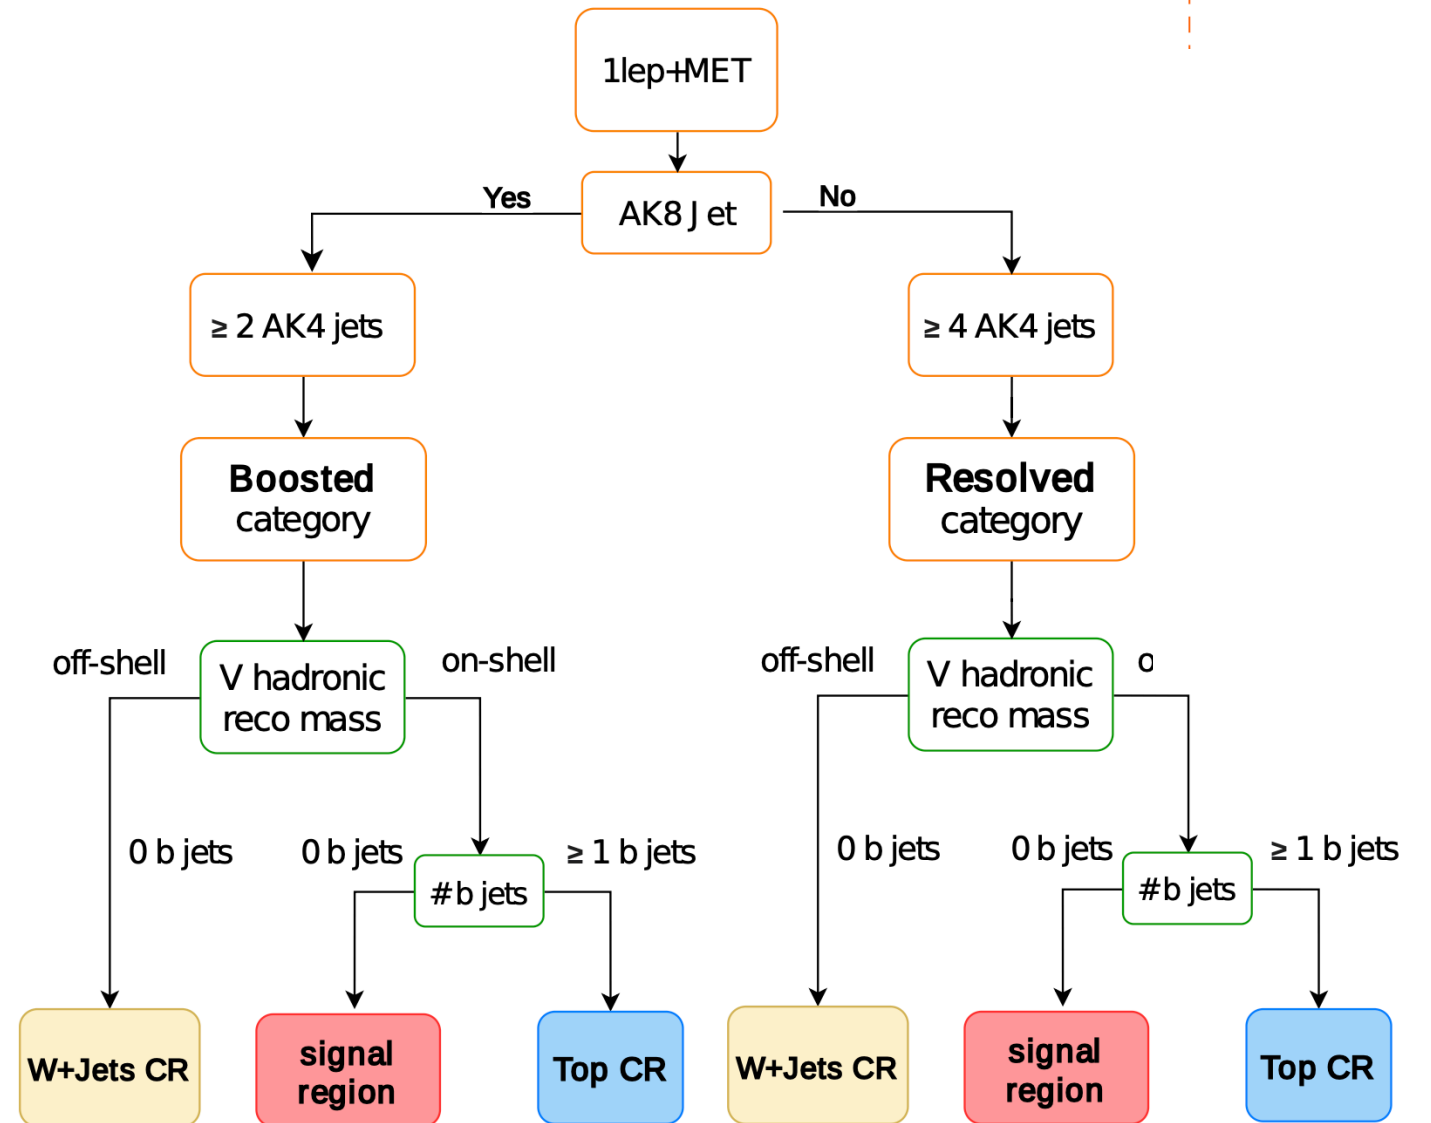 1lep+MET
Yes
No
AK8 Jet
≥ 2 AK4 jets
≥ 4 AK4 jets
Boosted
category
Resolved
category
off-shell
V hadronic
reco mass
on-shell
off-shell
V hadronic
reco mass
o
0 b jets
0 b jets
≥ 1 b jets
0 b jets
0 b jets
≥ 1 b jets
#b jets
#b jets
W+Jets CR
signal
region
Top CR
W+Jets CR
signal
region
Top CR